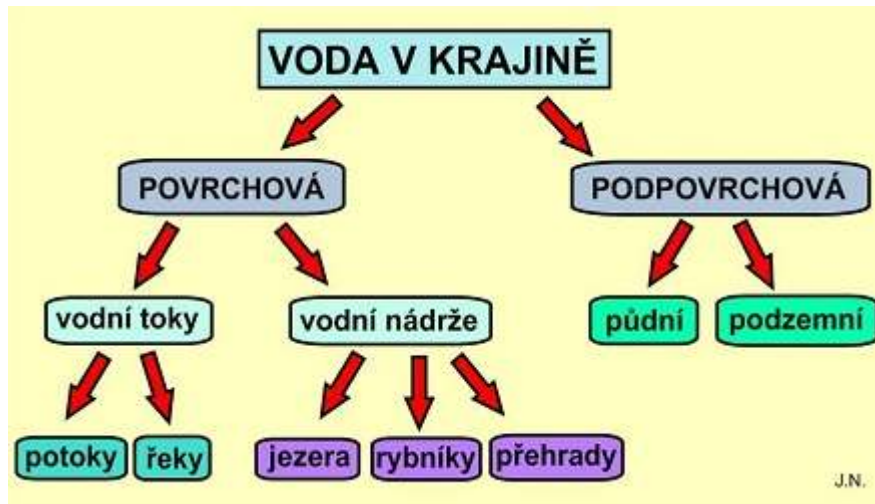 VODA V KRAJINĚ
POVRCHOVÁ
PODPOVRCHOVÁ
vodní toky
vodní nádrže
půdní
podzemní
potoky
řeky
jezera
rybníky
přehrady
J.N.